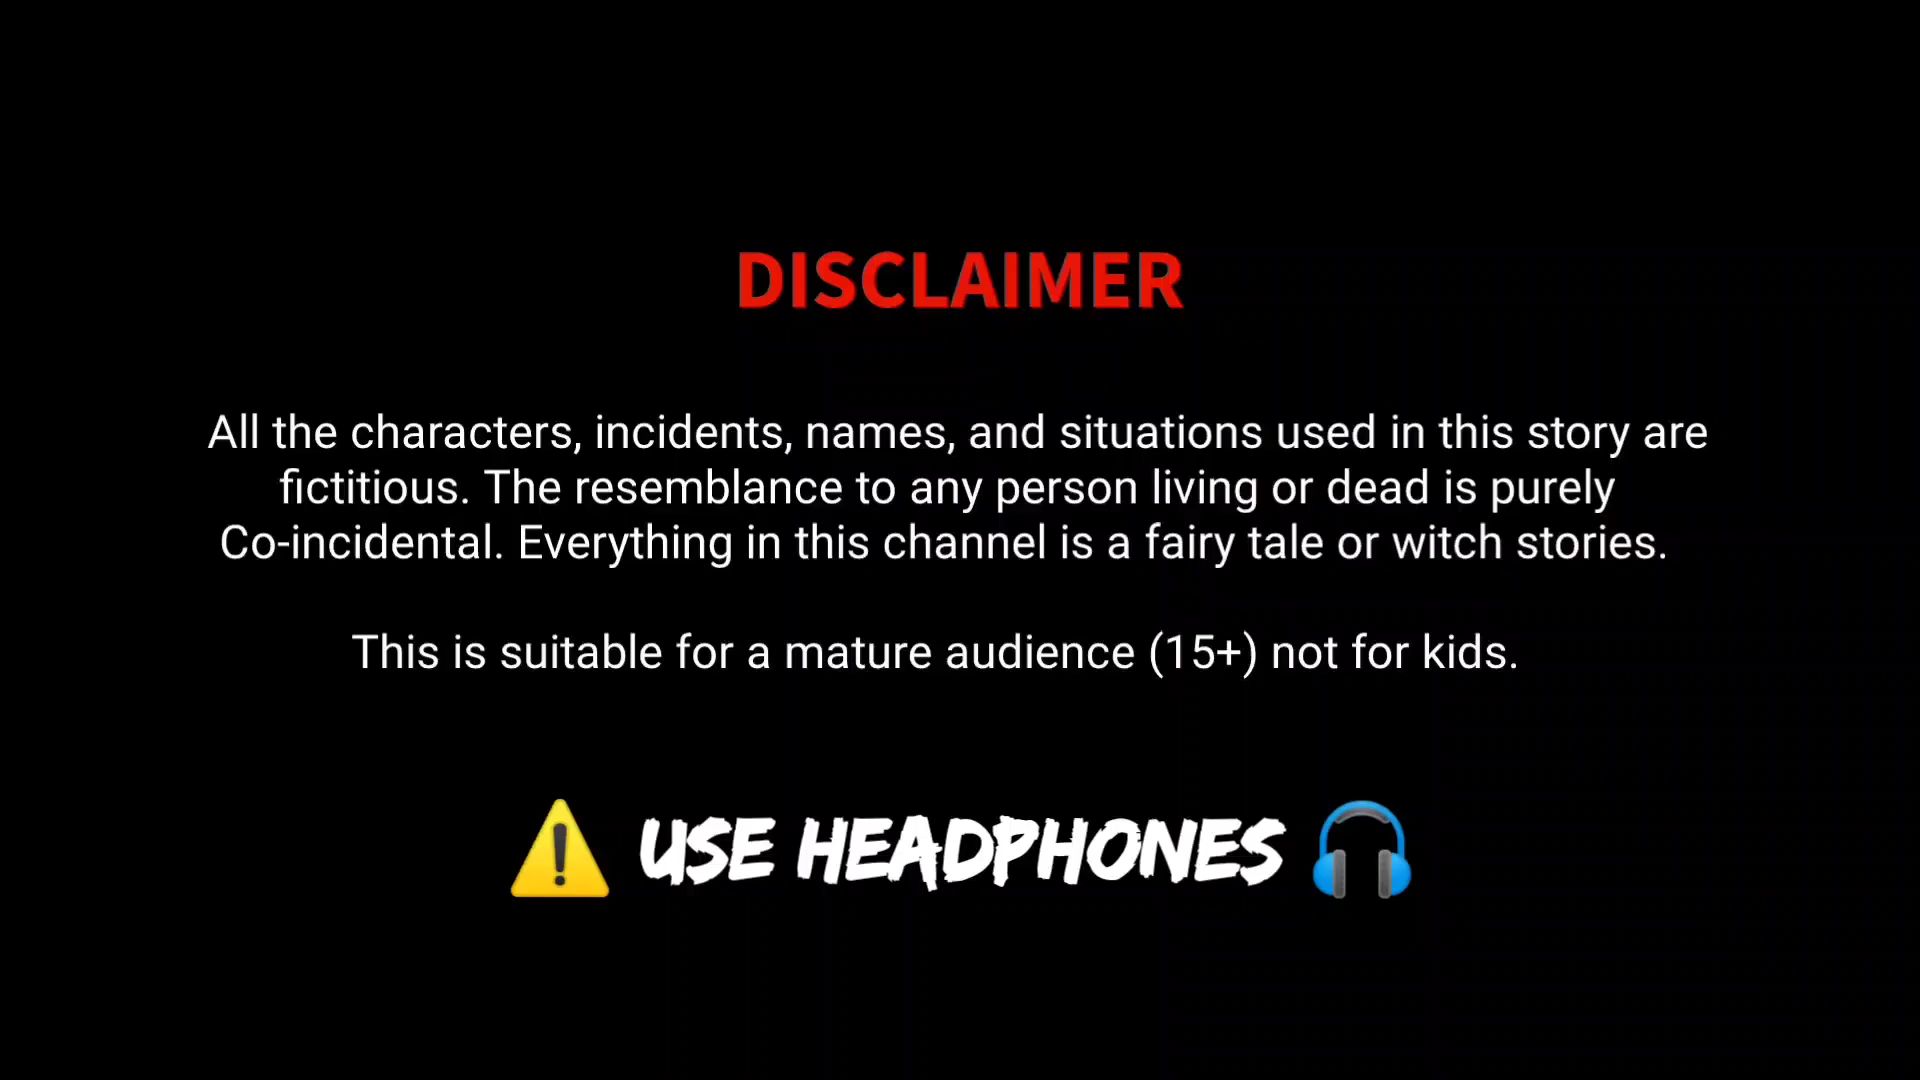 DISCLAIMER
All the characters, incidents, names, and situations used in this story are
fictitious. The resemblance to any person living or dead is purely
Co-incidental. Everything in this channel is a fairy tale or witch stories.
This is suitable for a mature audience (15+) not for kids.
⚠️ USE HEADPHONES 🎧